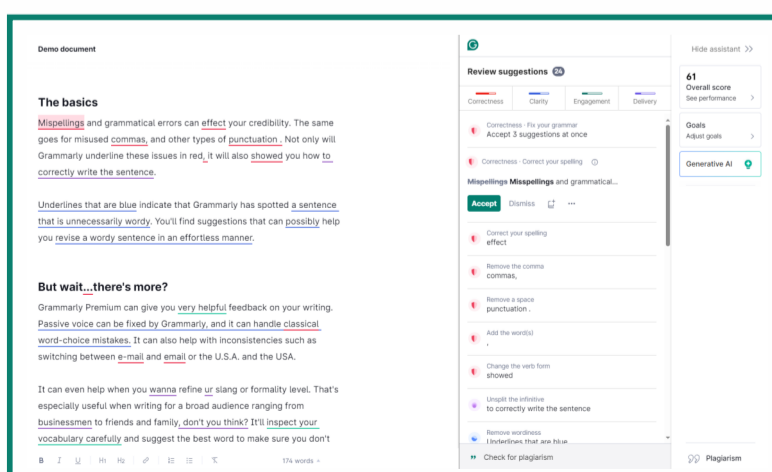 Demo document
The basics
Mispellings and grammatical errors can effect your credibility. The same
goes for misused commas, and other types of punctuation . Not only will
Grammarly underline these issues in red, it will also showed you how to
correctly write the sentence.
Underlines that are blue indicate that Grammarly has spotted a sentence
that is unnecessarily wordy. You'll find suggestions that can possibly help
you revise a wordy sentence in an effortless manner.
But wait...there's more?
Grammarly Premium can give you very helpful feedback on your writing.
Passive voice can be fixed by Grammarly, and it can handle classical
word-choice mistakes. It can also help with inconsistencies such as
switching between e-mail and email or the U.S.A. and the USA.
It can even help when you wanna refine ur slang or formality level. That's
especially useful when writing for a broad audience ranging from
businessmen to friends and family, don't you think? It'll inspect your
vocabulary carefully and suggest the best word to make sure you don't
B I U H1 H2
174 words
Review suggestions 24
Correctness Clarity Engagement Delivery
Correctness · Fix your grammar
Accept 3 suggestions at once
Correctness · Correct your spelling
Mispellings Misspellings and grammatical...
Accept Dismiss ...
Correct your spelling
effect
Remove the comma
commas,
Remove a space
punctuation .
Add the word(s)
,
Change the verb form
showed
Unsplit the infinitive
to correctly write the sentence
Remove wordiness
Underlines that are blue
Check for plagiarism
Hide assistant
61
Overall score
See performance
Goals
Adjust goals
Generative AI
Plagiarism